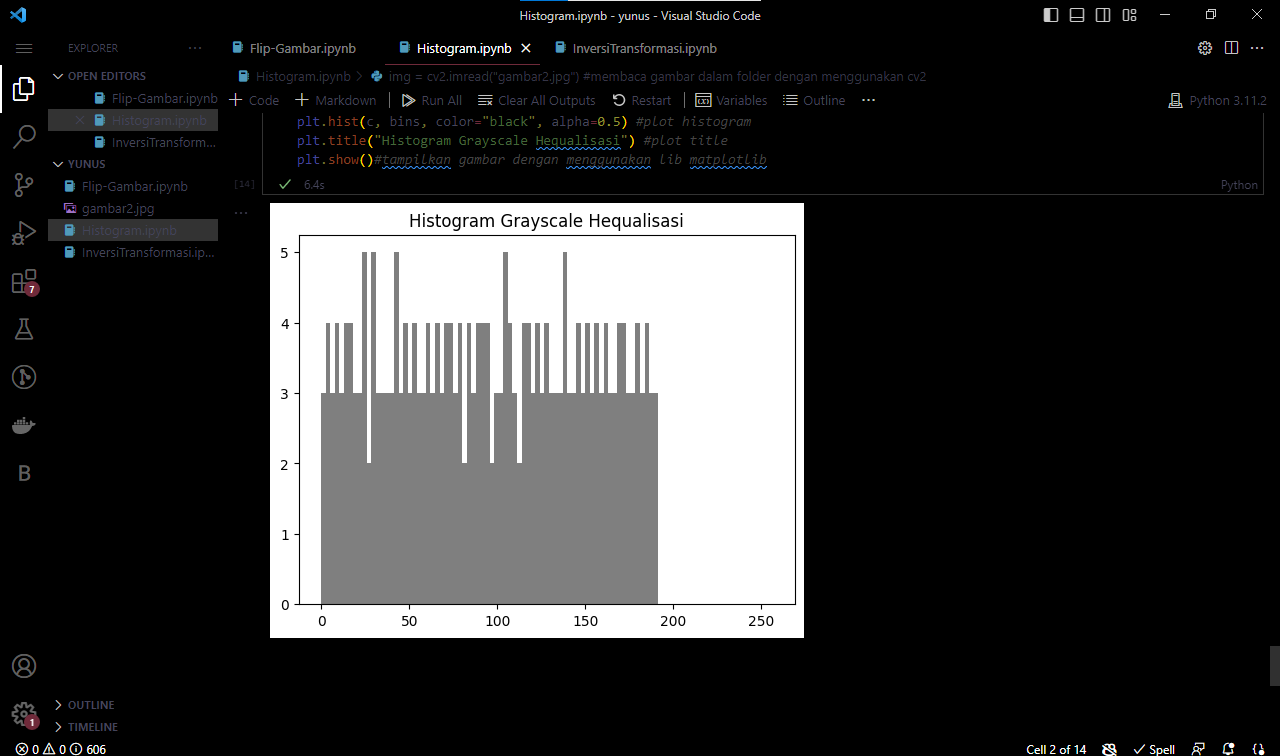 Histogram.ipynb - yunus - Visual Studio Code
EXPLORER
Flip-Gambar.ipynb
Histogram.ipynb
InversiTransformasi.ipynb
OPEN EDITORS
Flip-Gambar.ipynb
Histogram.ipynb
InversiTransform...
YUNUS
Flip-Gambar.ipynb
gambar2.jpg
Histogram.ipynb
InversiTransformasi.ip...
Histogram.ipynb > img = cv2.imread("gambar2.jpg") #membaca gambar dalam folder dengan menggunakan cv2
+ Code + Markdown | Run All Clear All Outputs Restart | Variables Outline ...
Python 3.11.2
plt.hist(c, bins, color="black", alpha=0.5) #plot histogram
plt.title("Histogram Grayscale Hequalisasi") #plot title
plt.show()#tampilkan gambar dengan menggunakan lib matplotlib
[14]
6.4s
Python
Histogram Grayscale Hequalisasi
5
4
3
2
1
0
0 50 100 150 200 250
7
B
1
OUTLINE
TIMELINE
0 0 606
Cell 2 of 14
Spell